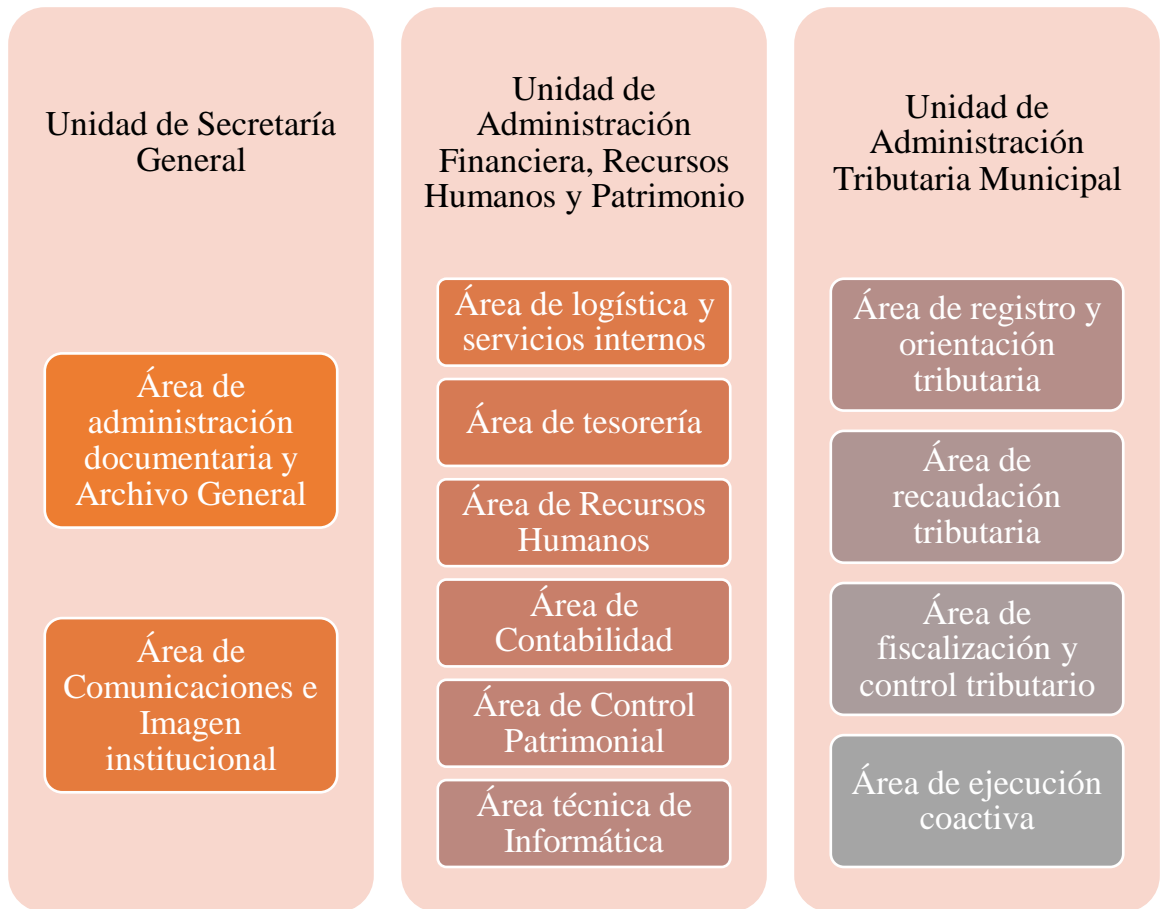 Unidad de Secretaría
General
Área de
administración
documentaria y
Archivo General
Área de
Comunicaciones e
Imagen
institucional
Unidad de
Administración
Financiera, Recursos
Humanos y Patrimonio
Área de logística y
servicios internos
Área de tesorería
Área de Recursos
Humanos
Área de
Contabilidad
Área de Control
Patrimonial
Área técnica de
Informática
Unidad de
Administración
Tributaria Municipal
Área de registro y
orientación
tributaria
Área de
recaudación
tributaria
Área de
fiscalización y
control tributario
Área de ejecución
coactiva